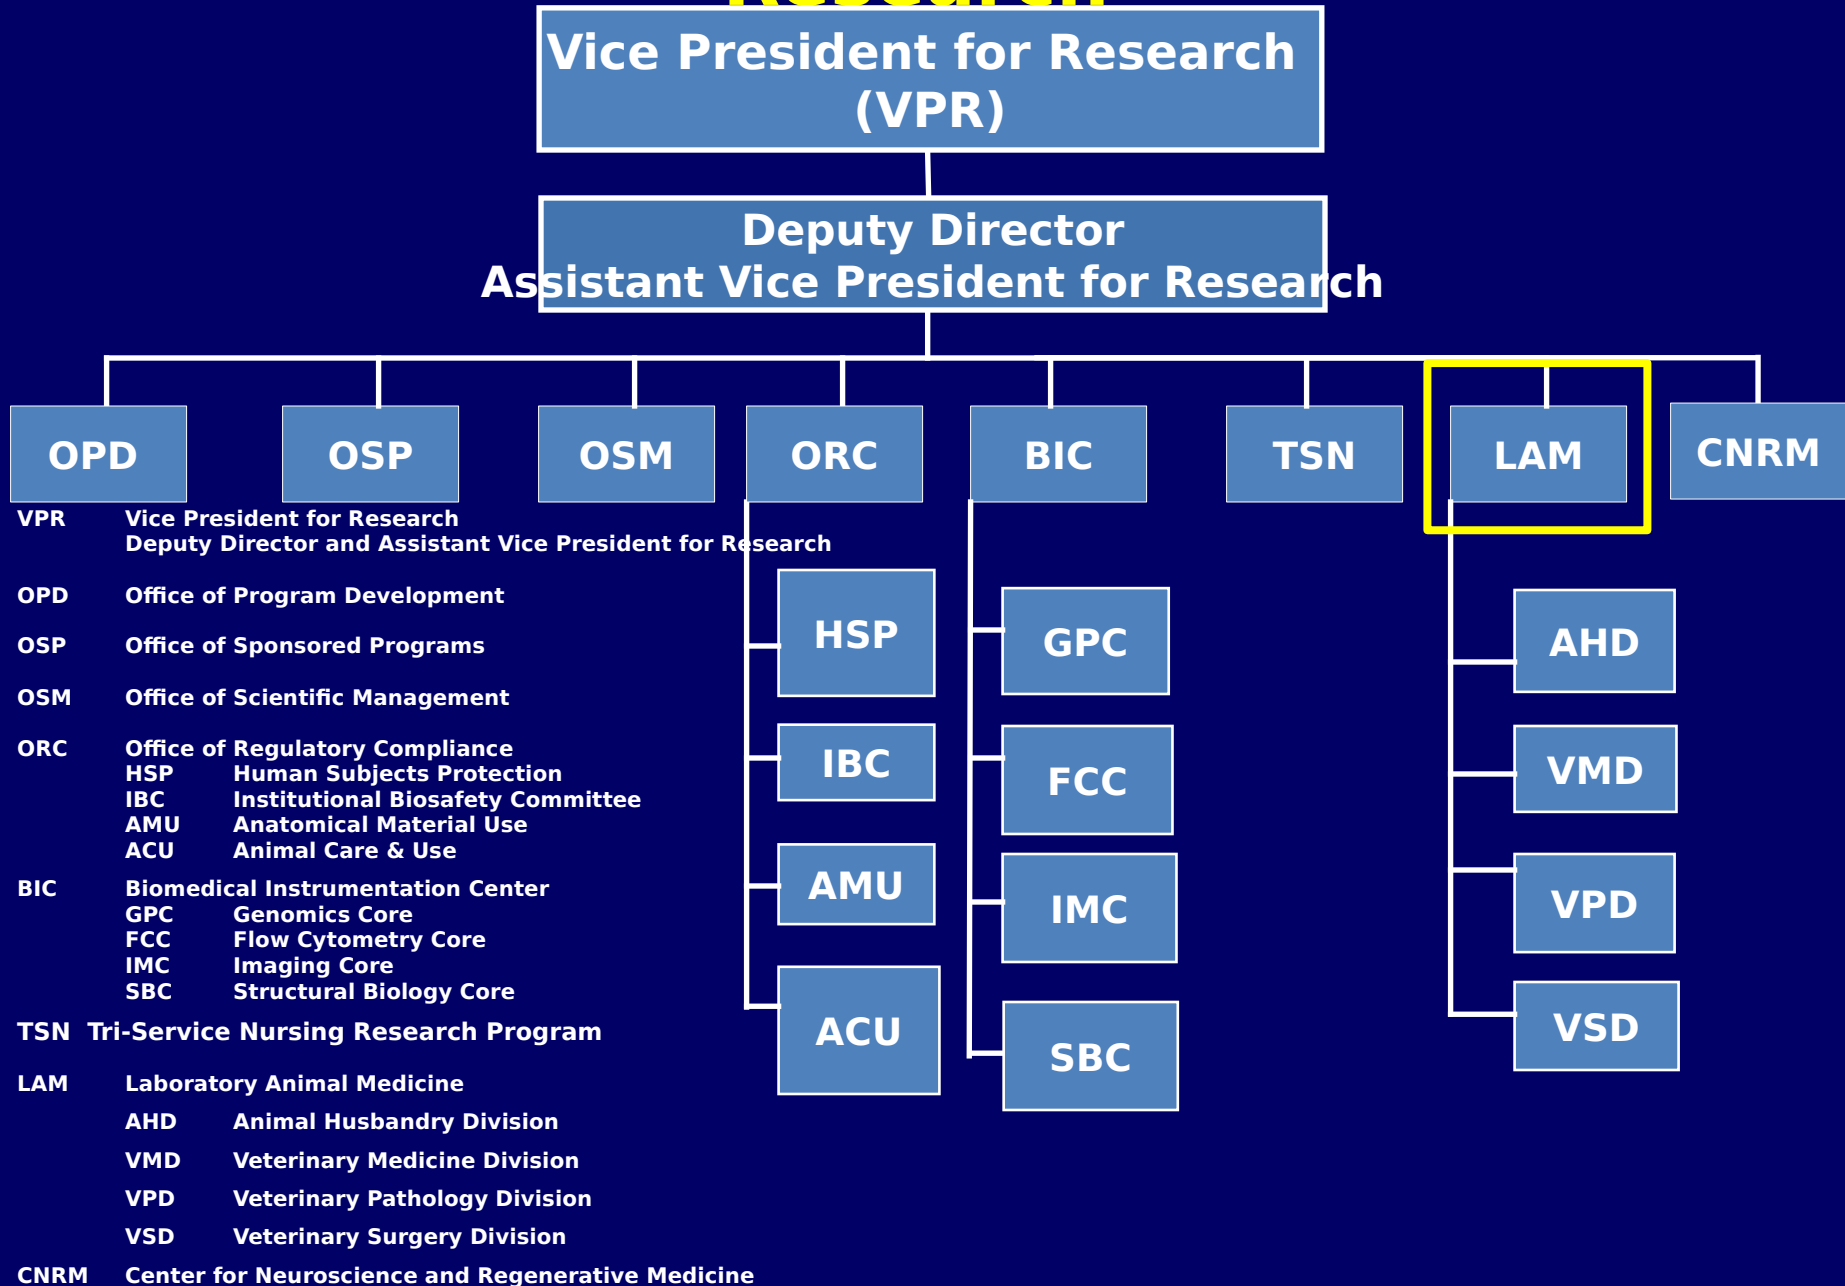 Research
Vice President for Research
(VPR)
Deputy Director
Assistant Vice President for Research
OPD
OSP
OSM
ORC
BIC
TSN
LAM
CNRM
VPR Vice President for Research
Deputy Director and Assistant Vice President for Research
OPD Office of Program Development
OSP Office of Sponsored Programs
OSM Office of Scientific Management
ORC Office of Regulatory Compliance
HSP Human Subjects Protection
IBC Institutional Biosafety Committee
AMU Anatomical Material Use
ACU Animal Care & Use
BIC Biomedical Instrumentation Center
GPC Genomics Core
FCC Flow Cytometry Core
IMC Imaging Core
SBC Structural Biology Core
TSN Tri-Service Nursing Research Program
LAM Laboratory Animal Medicine
AHD Animal Husbandry Division
VMD Veterinary Medicine Division
VPD Veterinary Pathology Division
VSD Veterinary Surgery Division
CNRM Center for Neuroscience and Regenerative Medicine
HSP
IBC
AMU
ACU
GPC
FCC
IMC
SBC
AHD
VMD
VPD
VSD